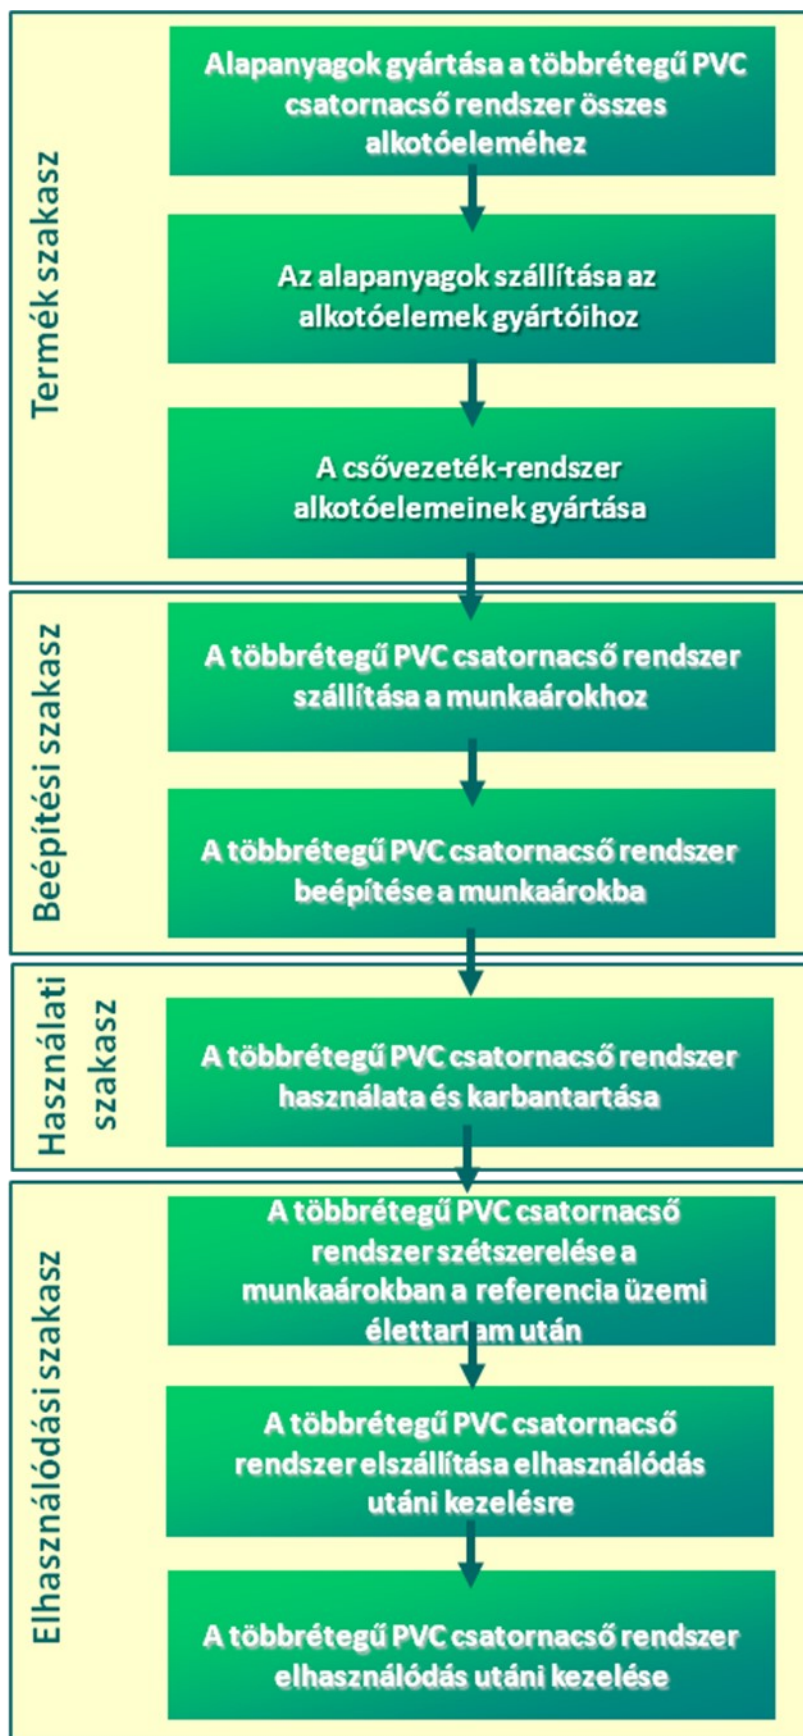 Termék szakasz
Alapanyagok gyártása a többrétegű PVC
csatornacső rendszer összes
alkotóeleméhez
Az alapanyagok szállítása az
alkotóelemek gyártóihoz
A csővezeték-rendszer
alkotóelemeinek gyártása
Beépítési szakasz
A többrétegű PVC csatornacső rendszer
szállítása a munkaárokhoz
A többrétegű PVC csatornacső rendszer
beépítése a munkaárokba
Használati
szakasz
A többrétegű PVC csatornacső rendszer
használata és karbantartása
Elhasználódási szakasz
A többrétegű PVC csatornacső
rendszer szétszerelése a
munkaárokban a referencia üzemi
élettartam után
A többrétegű PVC csatornacső
rendszer elszállítása elhasználódás
utáni kezelésre
A többrétegű PVC csatornacső rendszer
elhasználódás utáni kezelése